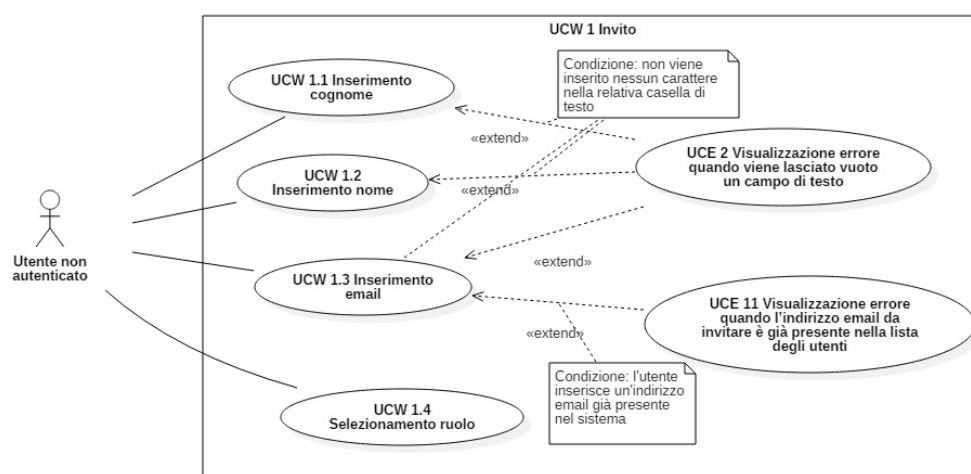 UCW 1 Invito
Condizione: non viene
inserito nessun carattere
nella relativa casella di
testo
UCW 1.1 Inserimento
cognome
«extend»
UCE 2 Visualizzazione errore
quando viene lasciato vuoto
un campo di testo
UCW 1.2
Inserimento nome
«extend»
Utente non
autenticato
«extend»
UCW 1.3 Inserimento
email
UCE 11 Visualizzazione errore
quando l'indirizzo email da
invitare è già presente nella lista
degli utenti
«extend»
Condizione: l'utente
inserisce un'indirizzo
email già presente
nel sistema
UCW 1.4
Selezionamento ruolo